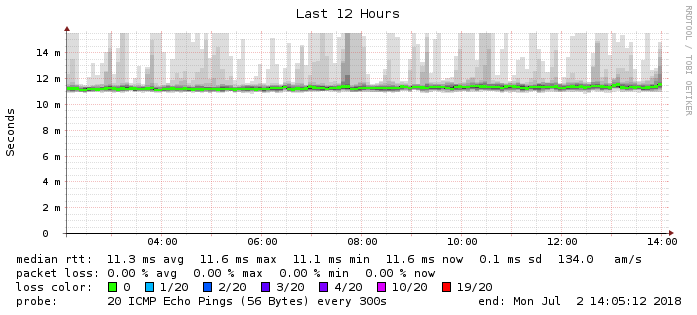 Last 12 Hours
RRDTOOL / TOBI OETIKER
Seconds
14 m
12 m
10 m
8 m
6 m
4 m
2 m
0
04:00 06:00 08:00 10:00 12:00 14:00
median rtt: 11.3 ms avg 11.6 ms max 11.1 ms min 11.6 ms now 0.1 ms sd 134.0 am/s
packet loss: 0.00 % avg 0.00 % max 0.00 % min 0.00 % now
loss color: 0 1/20 2/20 3/20 4/20 10/20 19/20
probe: 20 ICMP Echo Pings (56 Bytes) every 300s end: Mon Jul 2 14:05:12 2018